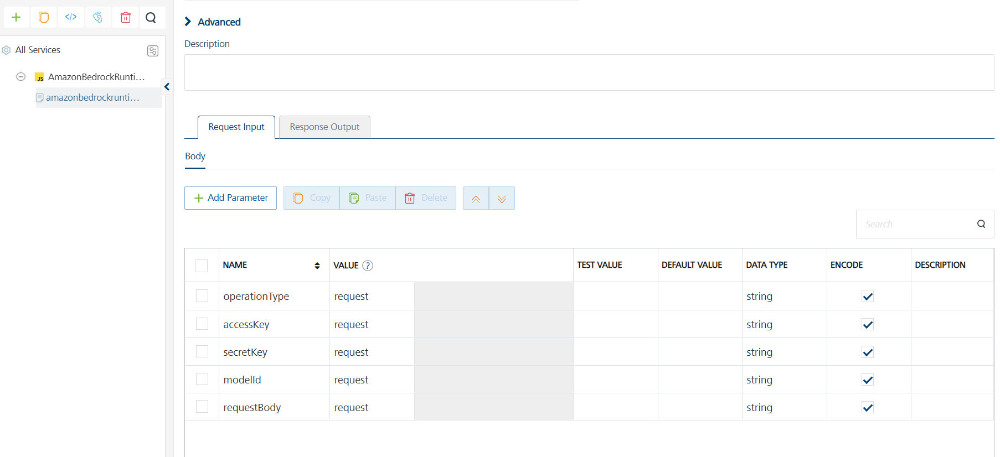 </>
All Services
JS AmazonBedrockRunti...
amazonbedrockrunti...
Advanced
Description
Request Input Response Output
Body
Add Parameter Copy Paste Delete
Search
NAME VALUE ? TEST VALUE DEFAULT VALUE DATA TYPE ENCODE DESCRIPTION
operationType request string
accessKey request string
secretKey request string
modelId request string
requestBody request string